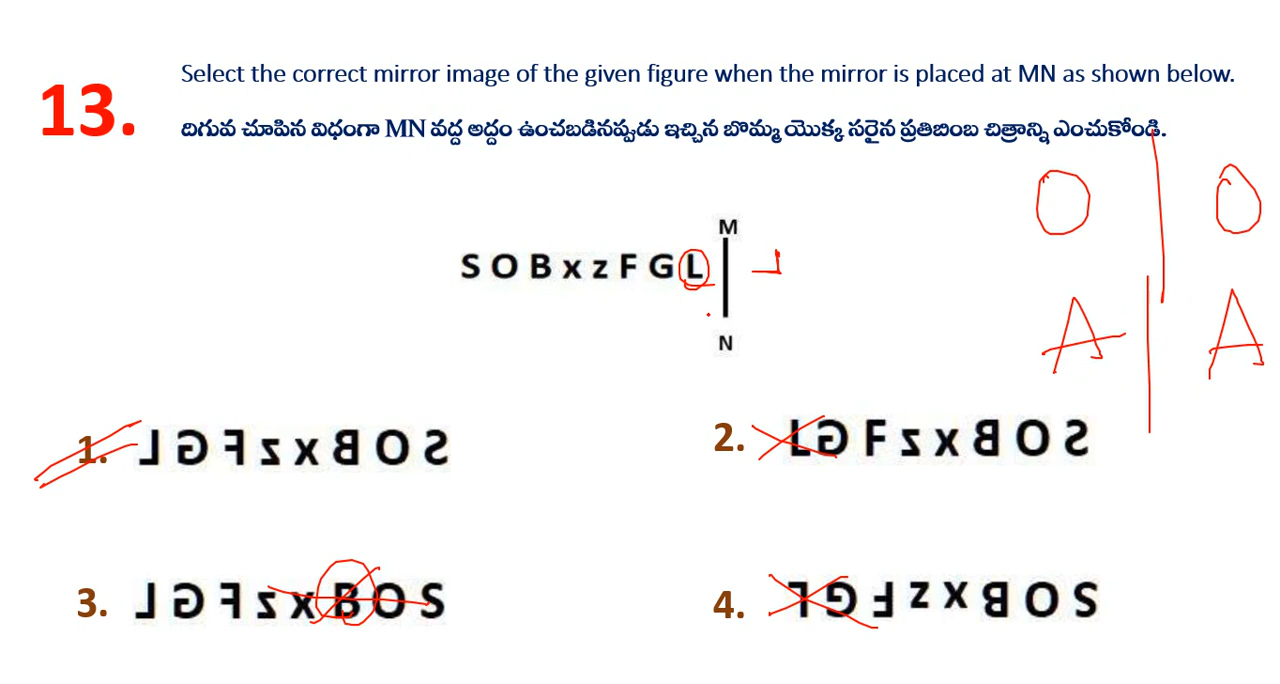 Select the correct mirror image of the given figure when the mirror is placed at MN as shown below.
13.
దిగువ చూపిన విధంగా MN వద్ద అద్దం ఉంచబడినప్పుడు ఇచ్చిన బొమ్మ యొక్క సరైన ప్రతిబింబ చిత్రాన్ని ఎంచుకోండి.
O O
M
S O B x z F G L
N
A A
1.
2.
3.
4.